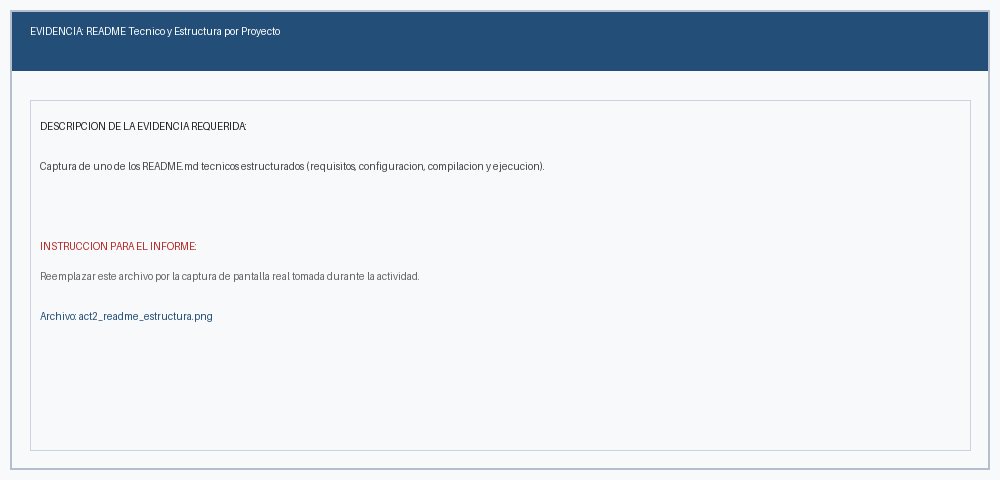 EVIDENCIA: README Tecnico y Estructura por Proyecto
DESCRIPCION DE LA EVIDENCIA REQUERIDA:
Captura de uno de los README.md tecnicos estructurados (requisitos, configuracion, compilacion y ejecucion).
INSTRUCCION PARA EL INFORME:
Reemplazar este archivo por la captura de pantalla real tomada durante la actividad.
Archivo: act2_readme_estructura.png